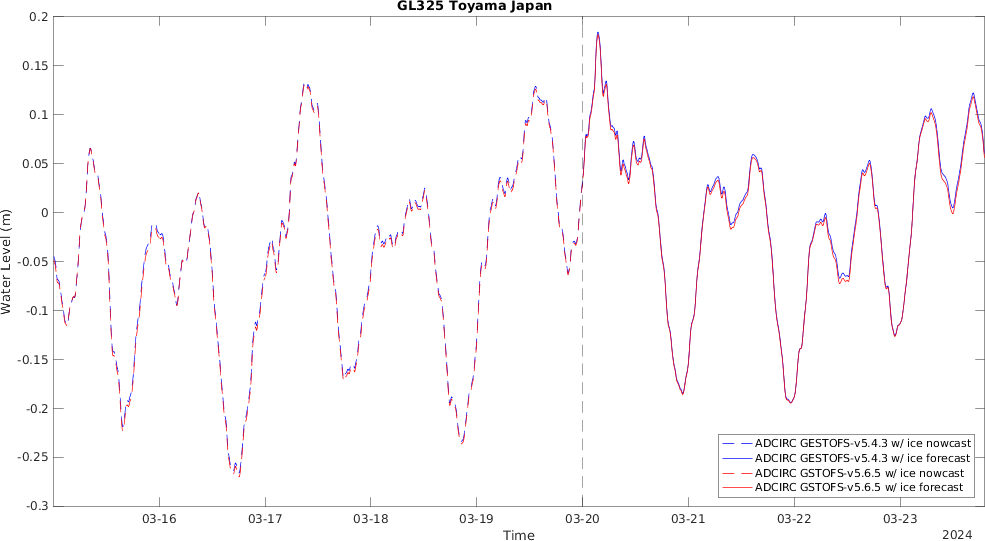 GL325 Toyama Japan
0.2
0.15
0.1
0.05
0
-0.05
-0.1
-0.15
-0.2
-0.25
-0.3
Water Level (m)
ADCIRC GESTOFS-v5.4.3 w/ ice nowcast
ADCIRC GESTOFS-v5.4.3 w/ ice forecast
ADCIRC GSTOFS-v5.6.5 w/ ice nowcast
ADCIRC GSTOFS-v5.6.5 w/ ice forecast
03-16 03-17 03-18 03-19 03-20 03-21 03-22 03-23
Time
2024